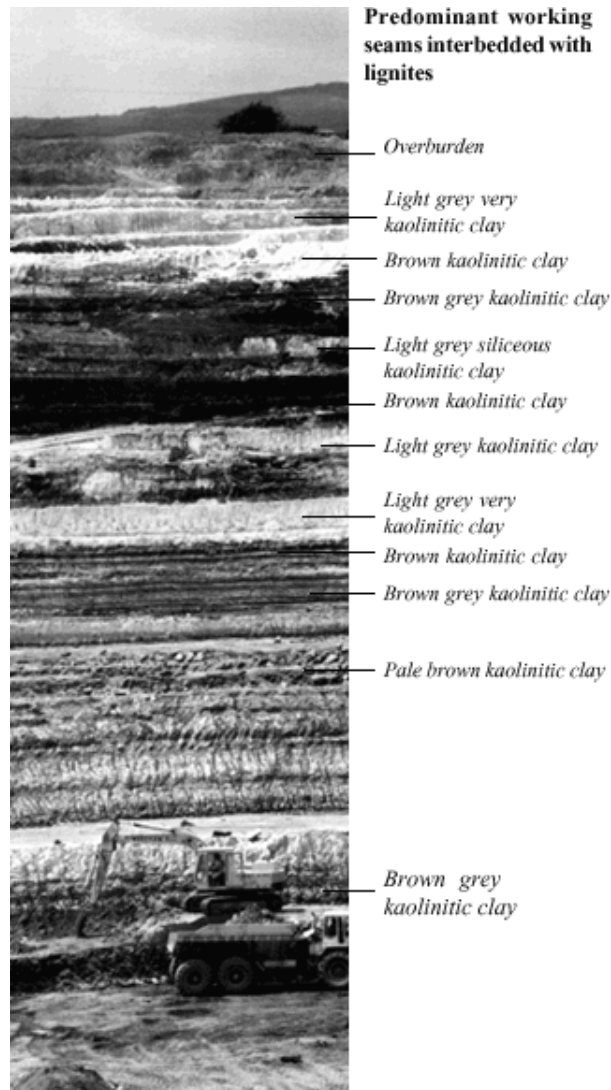 Predominant working
seams interbedded with
lignites
Overburden
Light grey very
kaolinitic clay
Brown kaolinitic clay
Brown grey kaolinitic clay
Light grey siliceous
kaolinitic clay
Brown kaolinitic clay
Light grey kaolinitic clay
Light grey very
kaolinitic clay
Brown kaolinitic clay
Brown grey kaolinitic clay
Pale brown kaolinitic clay
Brown grey
kaolinitic clay